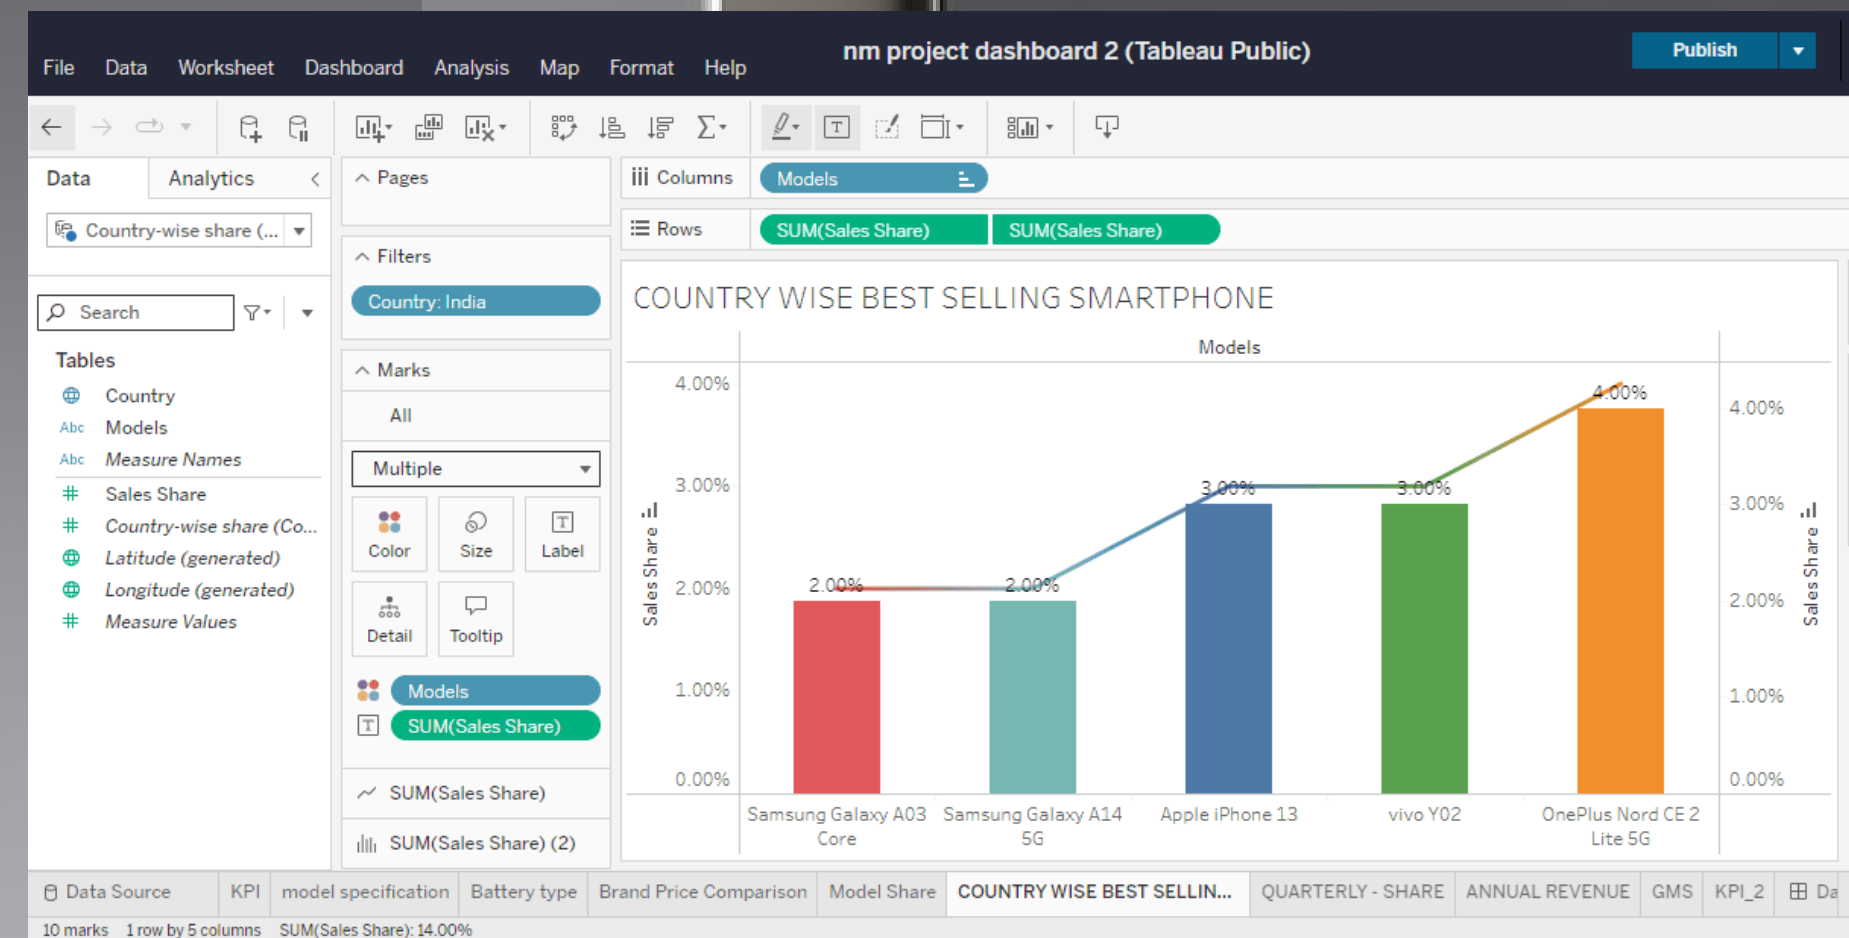 nm project dashboard 2 (Tableau Public)
Publish
File Data Worksheet Dashboard Analysis Map Format Help
Data Analytics
Country-wise share (...
Search
Tables
Country
Abc Models
Abc Measure Names
Sales Share
Country-wise share (Co...
Latitude (generated)
Longitude (generated)
Measure Values
Pages
Filters
Country: India
Marks
All
Multiple
Color Size Label
Detail Tooltip
Models
SUM(Sales Share)
SUM(Sales Share)
SUM(Sales Share) (2)
Columns Models
Rows SUM(Sales Share) SUM(Sales Share)
COUNTRY WISE BEST SELLING SMARTPHONE
Models
Sales Share
4.00%
3.00%
2.00%
1.00%
0.00%
2.00% 2.00% 3.00% 3.00% 4.00%
4.00%
3.00%
2.00%
1.00%
0.00%
Sales Share
Samsung Galaxy A03
Core
Samsung Galaxy A14
5G
Apple iPhone 13
vivo Y02
OnePlus Nord CE 2
Lite 5G
Data Source KPI model specification Battery type Brand Price Comparison Model Share COUNTRY WISE BEST SELLIN... QUARTERLY - SHARE ANNUAL REVENUE GMS KPI_2 Da
10 marks 1 row by 5 columns SUM(Sales Share): 14.00%